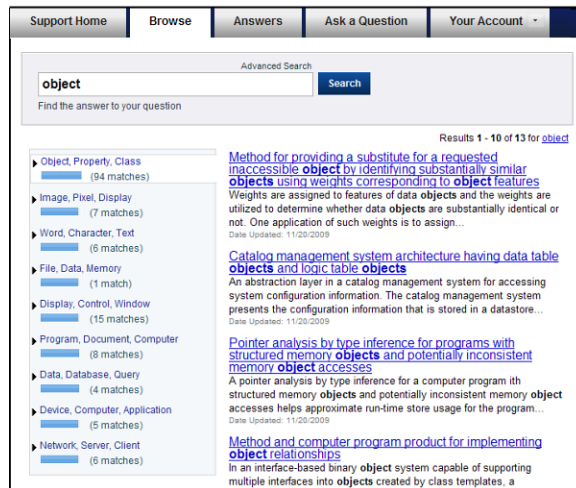 Support Home
Browse
Answers
Ask a Question
Your Account
Advanced Search
object
Search
Find the answer to your question
Results 1 - 10 of 13 for object
Object, Property, Class
(94 matches)
Image, Pixel, Display
(7 matches)
Word, Character, Text
(6 matches)
File, Data, Memory
(1 match)
Display, Control, Window
(15 matches)
Program, Document, Computer
(8 matches)
Data, Database, Query
(4 matches)
Device, Computer, Application
(5 matches)
Network, Server, Client
(6 matches)
Method for providing a substitute for a requested
inaccessible object by identifying substantially similar
objects using weights corresponding to object features
Weights are assigned to features of data objects and the weights are
utilized to determine whether data objects are substantially identical or
not. One application of such weights is to assign...
Date Updated: 11/20/2009
Catalog management system architecture having data table
objects and logic table objects
An abstraction layer in a catalog management system for accessing
system configuration information. The catalog management system
presents the configuration information that is stored in a datastore...
Date Updated: 11/20/2009
Pointer analysis by type inference for programs with
structured memory objects and potentially inconsistent
memory object accesses
A pointer analysis by type inference for a computer program ith
structured memory objects and potentially inconsistent memory object
accesses helps approximate run-time store usage for the program...
Date Updated: 11/20/2009
Method and computer program product for implementing
object relationships
In an interface-based binary object system capable of supporting
multiple interfaces into objects created by class templates, a